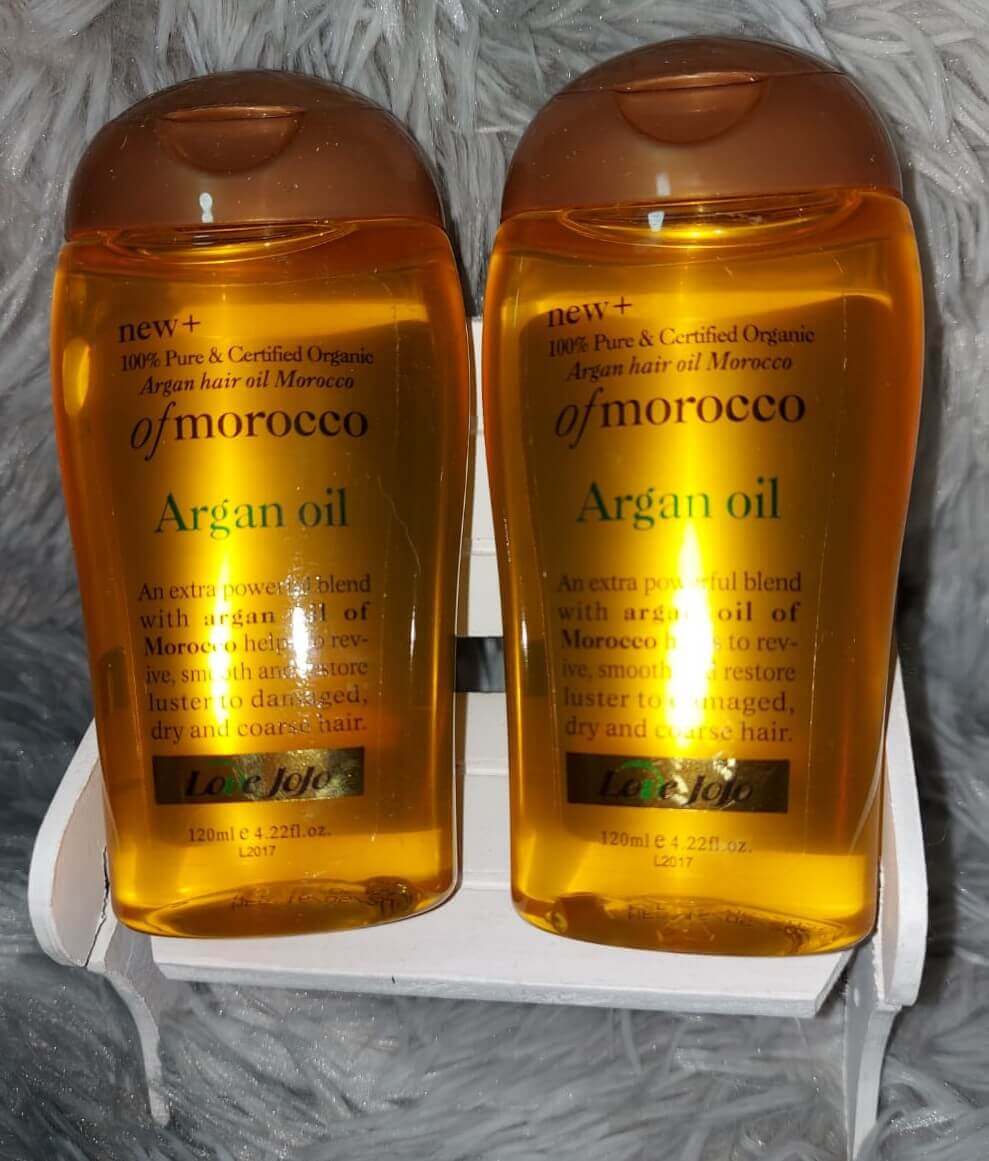 new+
100% Pure & Certified Organic
Argan hair oil Morocco
ofmorocco
Argan oil
An extra powerful blend
with argan oil of
Morocco helps to rev-
ive, smooth and restore
luster to damaged,
dry and coarse hair.
Love JoJo
120ml e 4.22fl.oz.
L2017
new+
100% Pure & Certified Organic
Argan hair oil Morocco
ofmorocco
Argan oil
An extra powerful blend
with argan oil of
Morocco helps to rev-
ive, smooth and restore
luster to damaged,
dry and coarse hair.
Love JoJo
120ml e 4.22fl.oz.
L2017